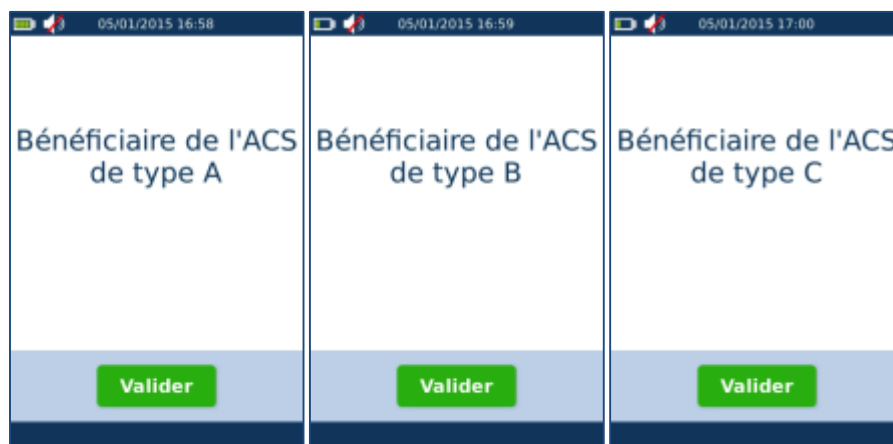 05/01/2015 16:58
Bénéficiaire de l'ACS
de type A
Valider
05/01/2015 16:59
Bénéficiaire de l'ACS
de type B
Valider
05/01/2015 17:00
Bénéficiaire de l'ACS
de type C
Valider